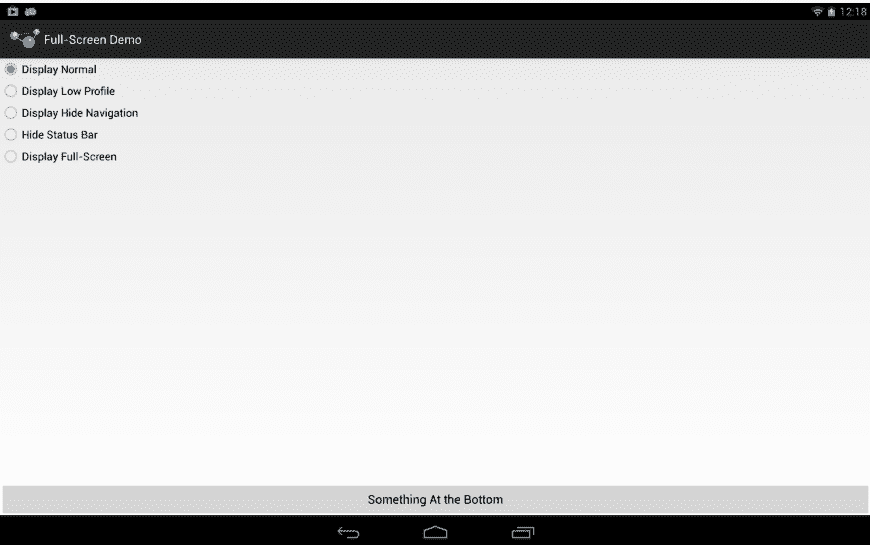 12:18
Full-Screen Demo
Display Normal
Display Low Profile
Display Hide Navigation
Hide Status Bar
Display Full-Screen
Something At the Bottom